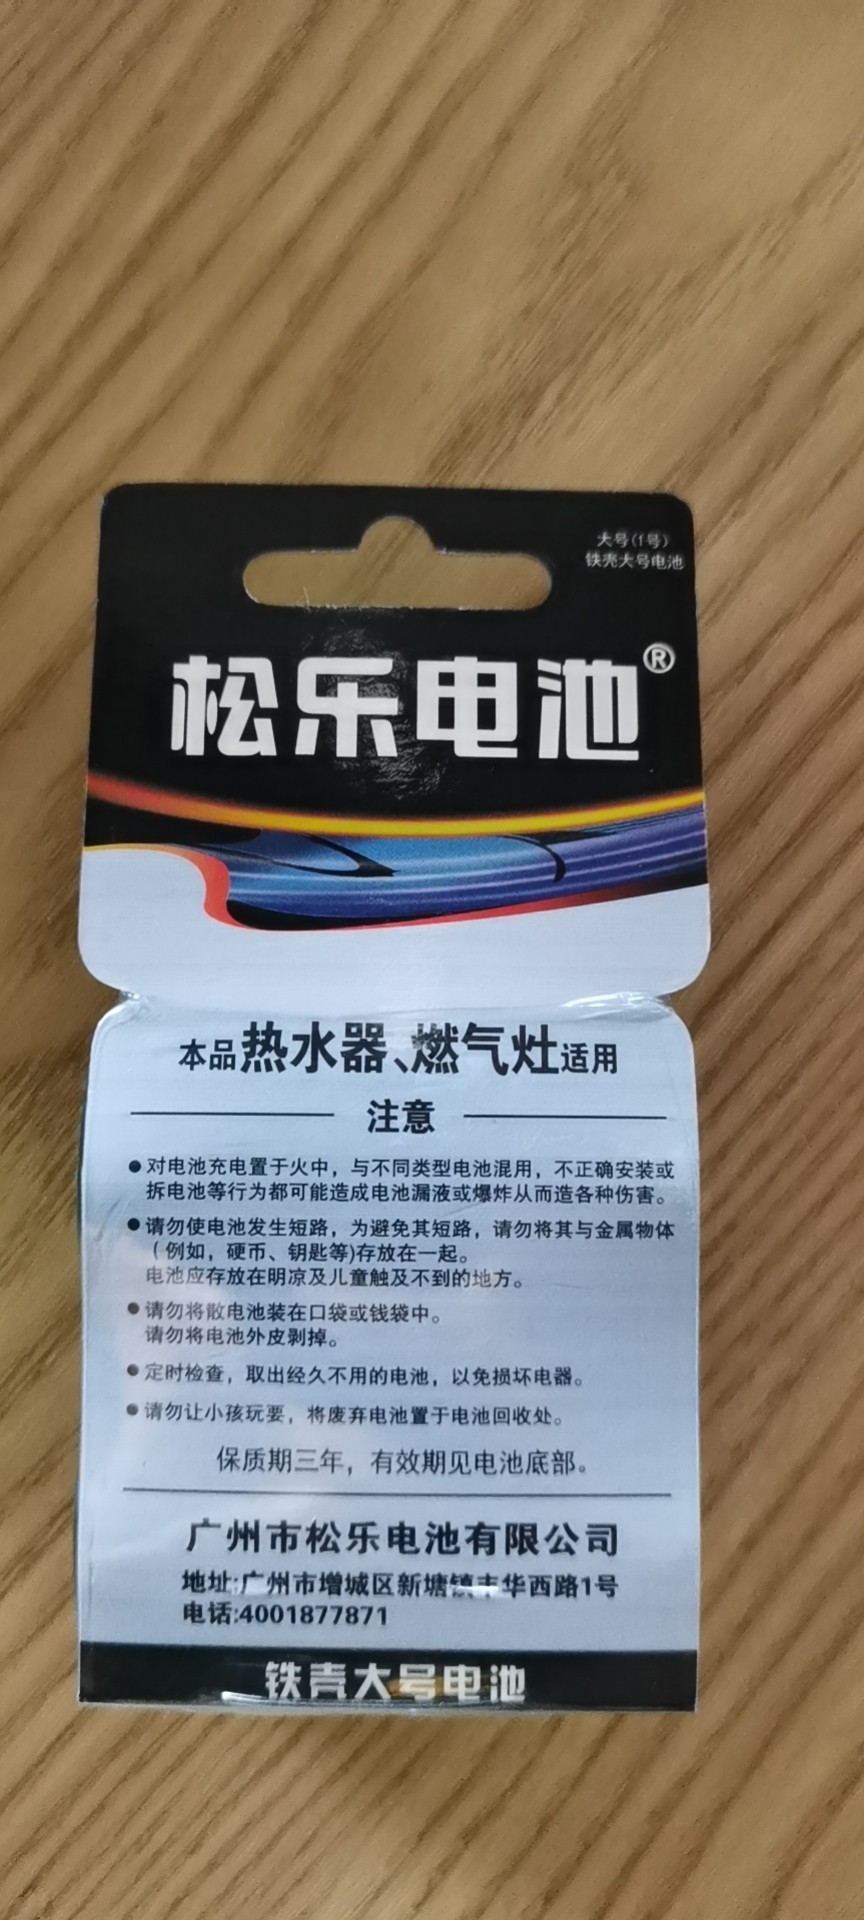 大号(1号)
铁壳大号电池
松乐电池®
本品热水器、燃气灶适用
注意
●对电池充电置于火中，与不同类型电池混用，不正确安装或
拆电池等行为都可能造成电池漏液或爆炸从而造各种伤害。
●请勿使电池发生短路，为避免其短路，请勿将其与金属物体
(例如，硬币、钥匙等)存放在一起。
电池应存放在明凉及儿童触及不到的地方。
●请勿将散电池装在口袋或钱袋中。
请勿将电池外皮剥掉。
●定时检查，取出经久不用的电池，以免损坏电器。
●请勿让小孩玩要，将废弃电池置于电池回收处。
保质期三年，有效期见电池底部。
广州市松乐电池有限公司
地址:广州市增城区新塘镇丰华西路1号
电话:4001877871
铁壳大号电池